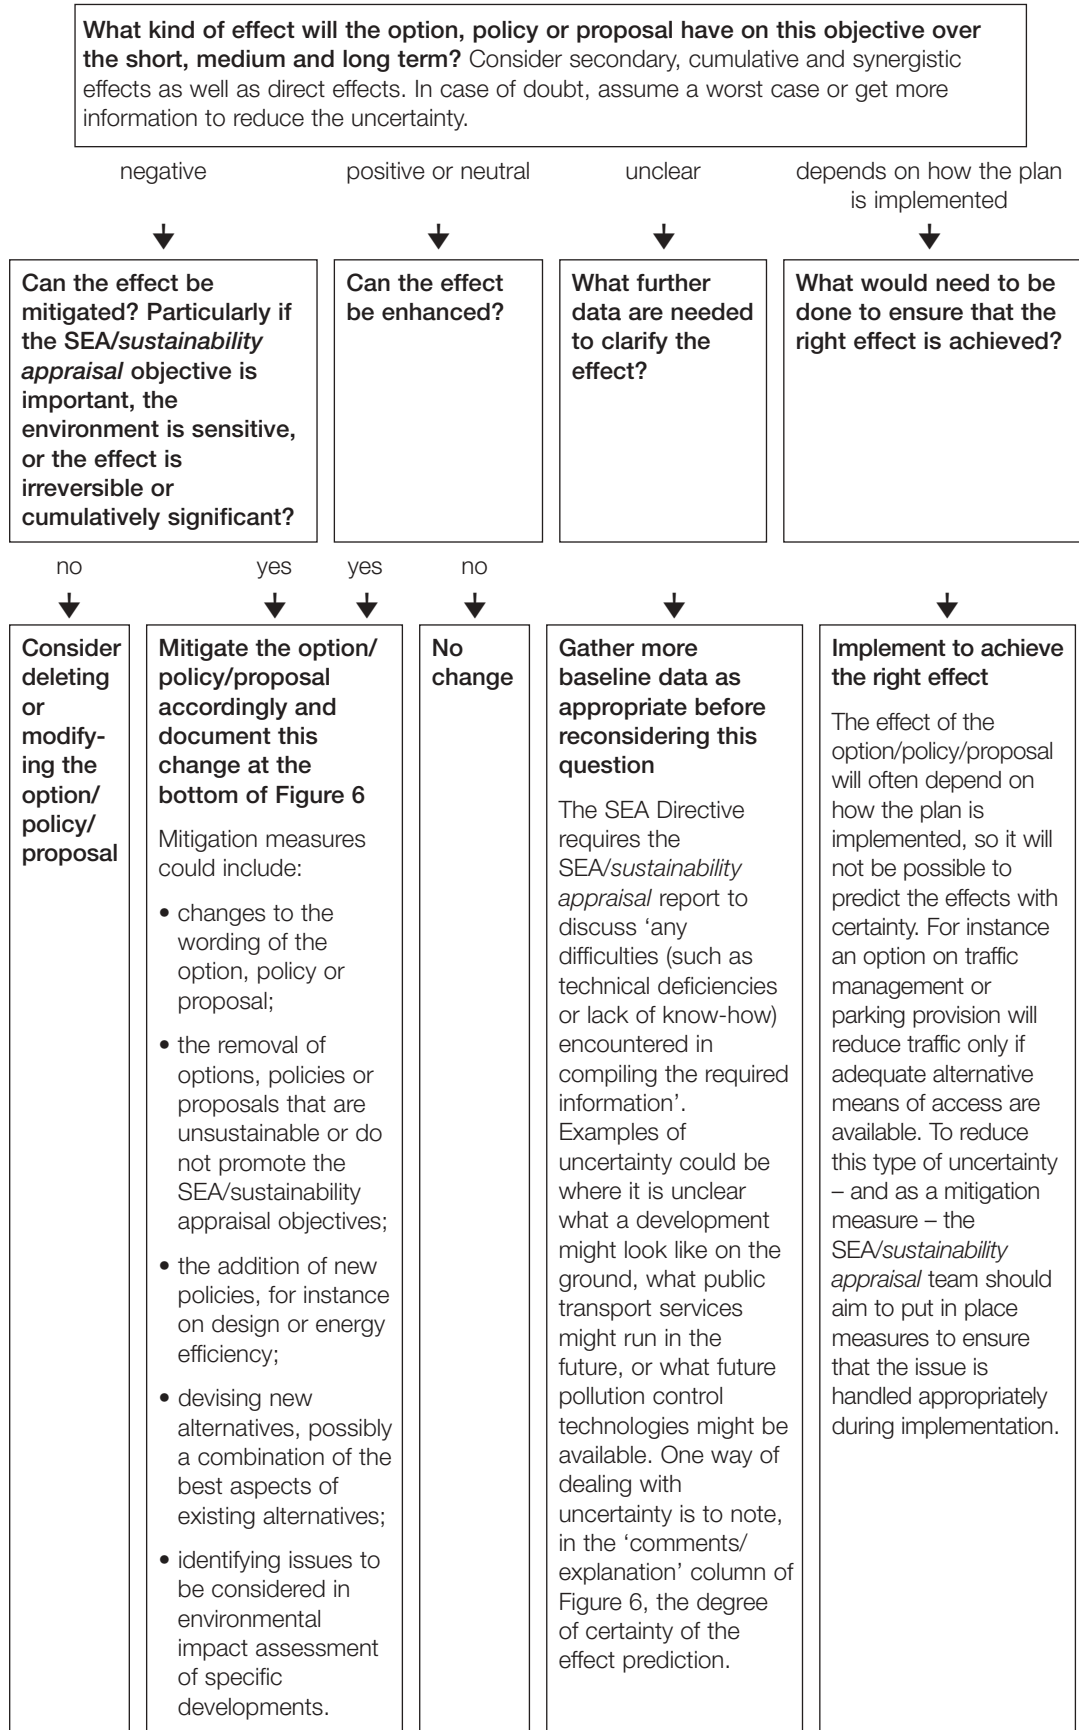 What kind of effect will the option, policy or proposal have on this objective over
the short, medium and long term? Consider secondary, cumulative and synergistic
effects as well as direct effects. In case of doubt, assume a worst case or get more
information to reduce the uncertainty.
negative
positive or neutral
unclear
depends on how the plan
is implemented
Can the effect be
mitigated? Particularly if
the SEA/sustainability
appraisal objective is
important, the
environment is sensitive,
or the effect is
irreversible or
cumulatively significant?
Can the effect
be enhanced?
What further
data are needed
to clarify the
effect?
What would need to be
done to ensure that the
right effect is achieved?
no
yes
yes
no
Consider
deleting
or
modify-
ing the
option/
policy/
proposal
Mitigate the option/
policy/proposal
accordingly and
document this
change at the
bottom of Figure 6
Mitigation measures
could include:
• changes to the
wording of the
option, policy or
proposal;
• the removal of
options, policies or
proposals that are
unsustainable or do
not promote the
SEA/sustainability
appraisal objectives;
• the addition of new
policies, for instance
on design or energy
efficiency;
• devising new
alternatives, possibly
a combination of the
best aspects of
existing alternatives;
• identifying issues to
be considered in
environmental
impact assessment
of specific
developments.
No
change
Gather more
baseline data as
appropriate before
reconsidering this
question
The SEA Directive
requires the
SEA/sustainability
appraisal report to
discuss ‘any
difficulties (such as
technical deficiencies
or lack of know-how)
encountered in
compiling the required
information’.
Examples of
uncertainty could be
where it is unclear
what a development
might look like on the
ground, what public
transport services
might run in the
future, or what future
pollution control
technologies might be
available. One way of
dealing with
uncertainty is to note,
in the ‘comments/
explanation’ column of
Figure 6, the degree
of certainty of the
effect prediction.
Implement to achieve
the right effect
The effect of the
option/policy/proposal
will often depend on
how the plan is
implemented, so it will
not be possible to
predict the effects with
certainty. For instance
an option on traffic
management or
parking provision will
reduce traffic only if
adequate alternative
means of access are
available. To reduce
this type of uncertainty
– and as a mitigation
measure – the
SEA/sustainability
appraisal team should
aim to put in place
measures to ensure
that the issue is
handled appropriately
during implementation.